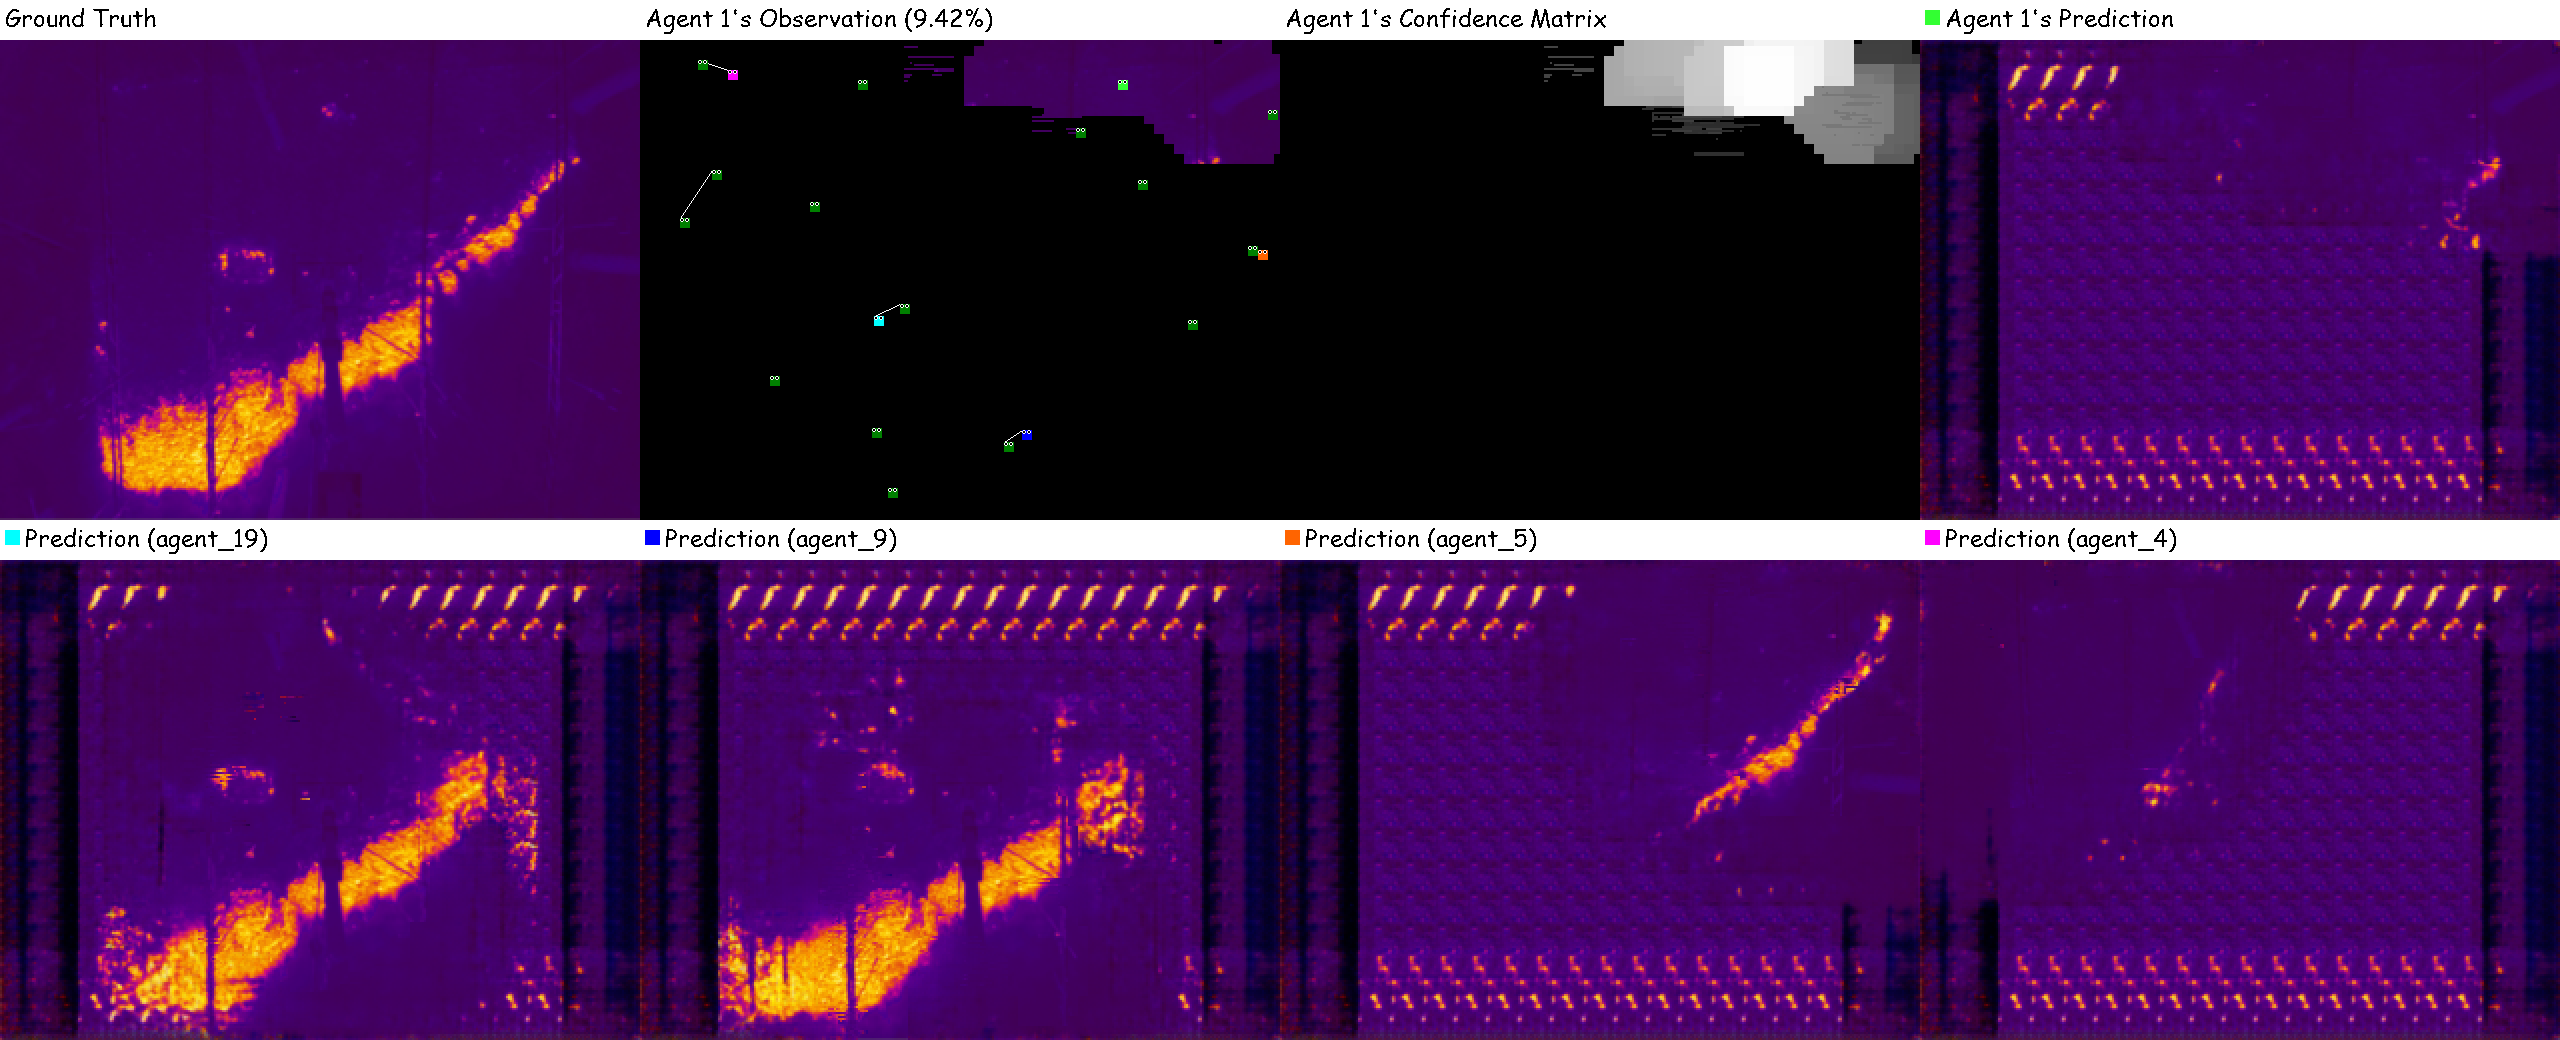 Ground Truth
Agent 1's Observation (9.42%)
Agent 1's Confidence Matrix
Agent 1's Prediction
Prediction (agent_19)
Prediction (agent_9)
Prediction (agent_5)
Prediction (agent_4)